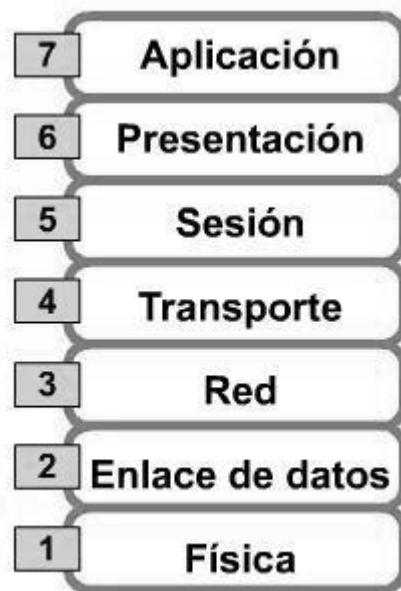 7 Aplicación
6 Presentación
5 Sesión
4 Transporte
3 Red
2 Enlace de datos
1 Física